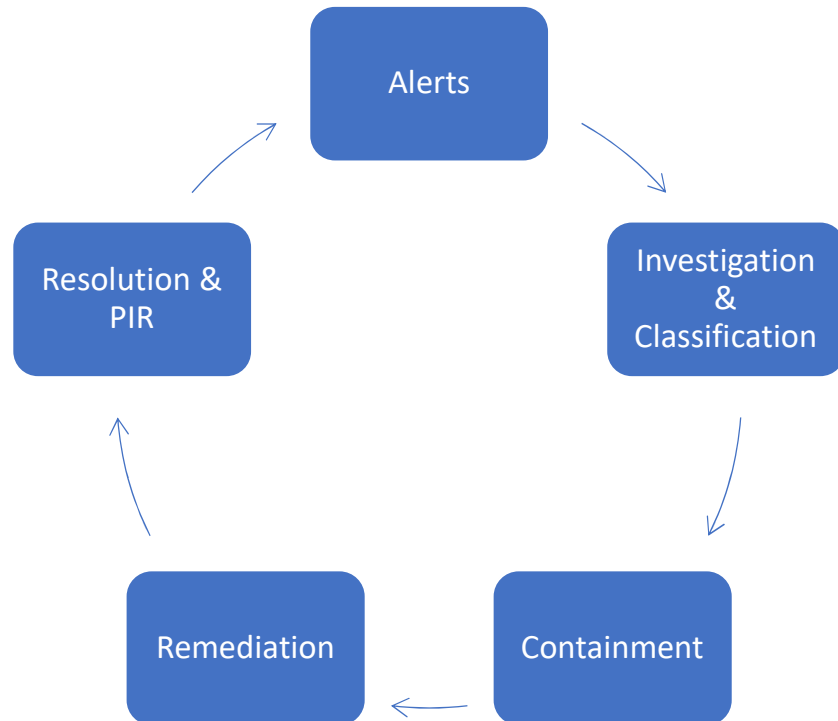 Alerts
Investigation
&
Classification
Containment
Remediation
Resolution &
PIR